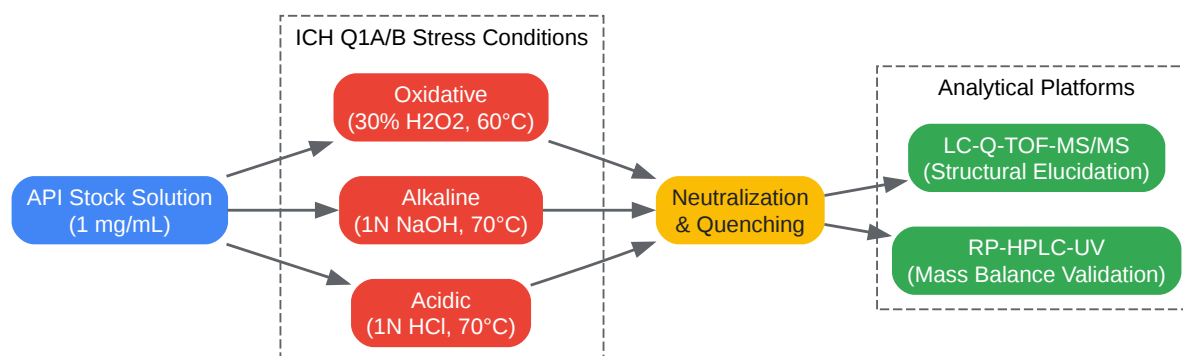 API Stock Solution
(1 mg/mL)
ICH Q1A/B Stress Conditions
Oxidative
(30% H2O2, 60°C)
Alkaline
(1N NaOH, 70°C)
Acidic
(1N HCl, 70°C)
Neutralization
& Quenching
Analytical Platforms
LC-Q-TOF-MS/MS
(Structural Elucidation)
RP-HPLC-UV
(Mass Balance Validation)